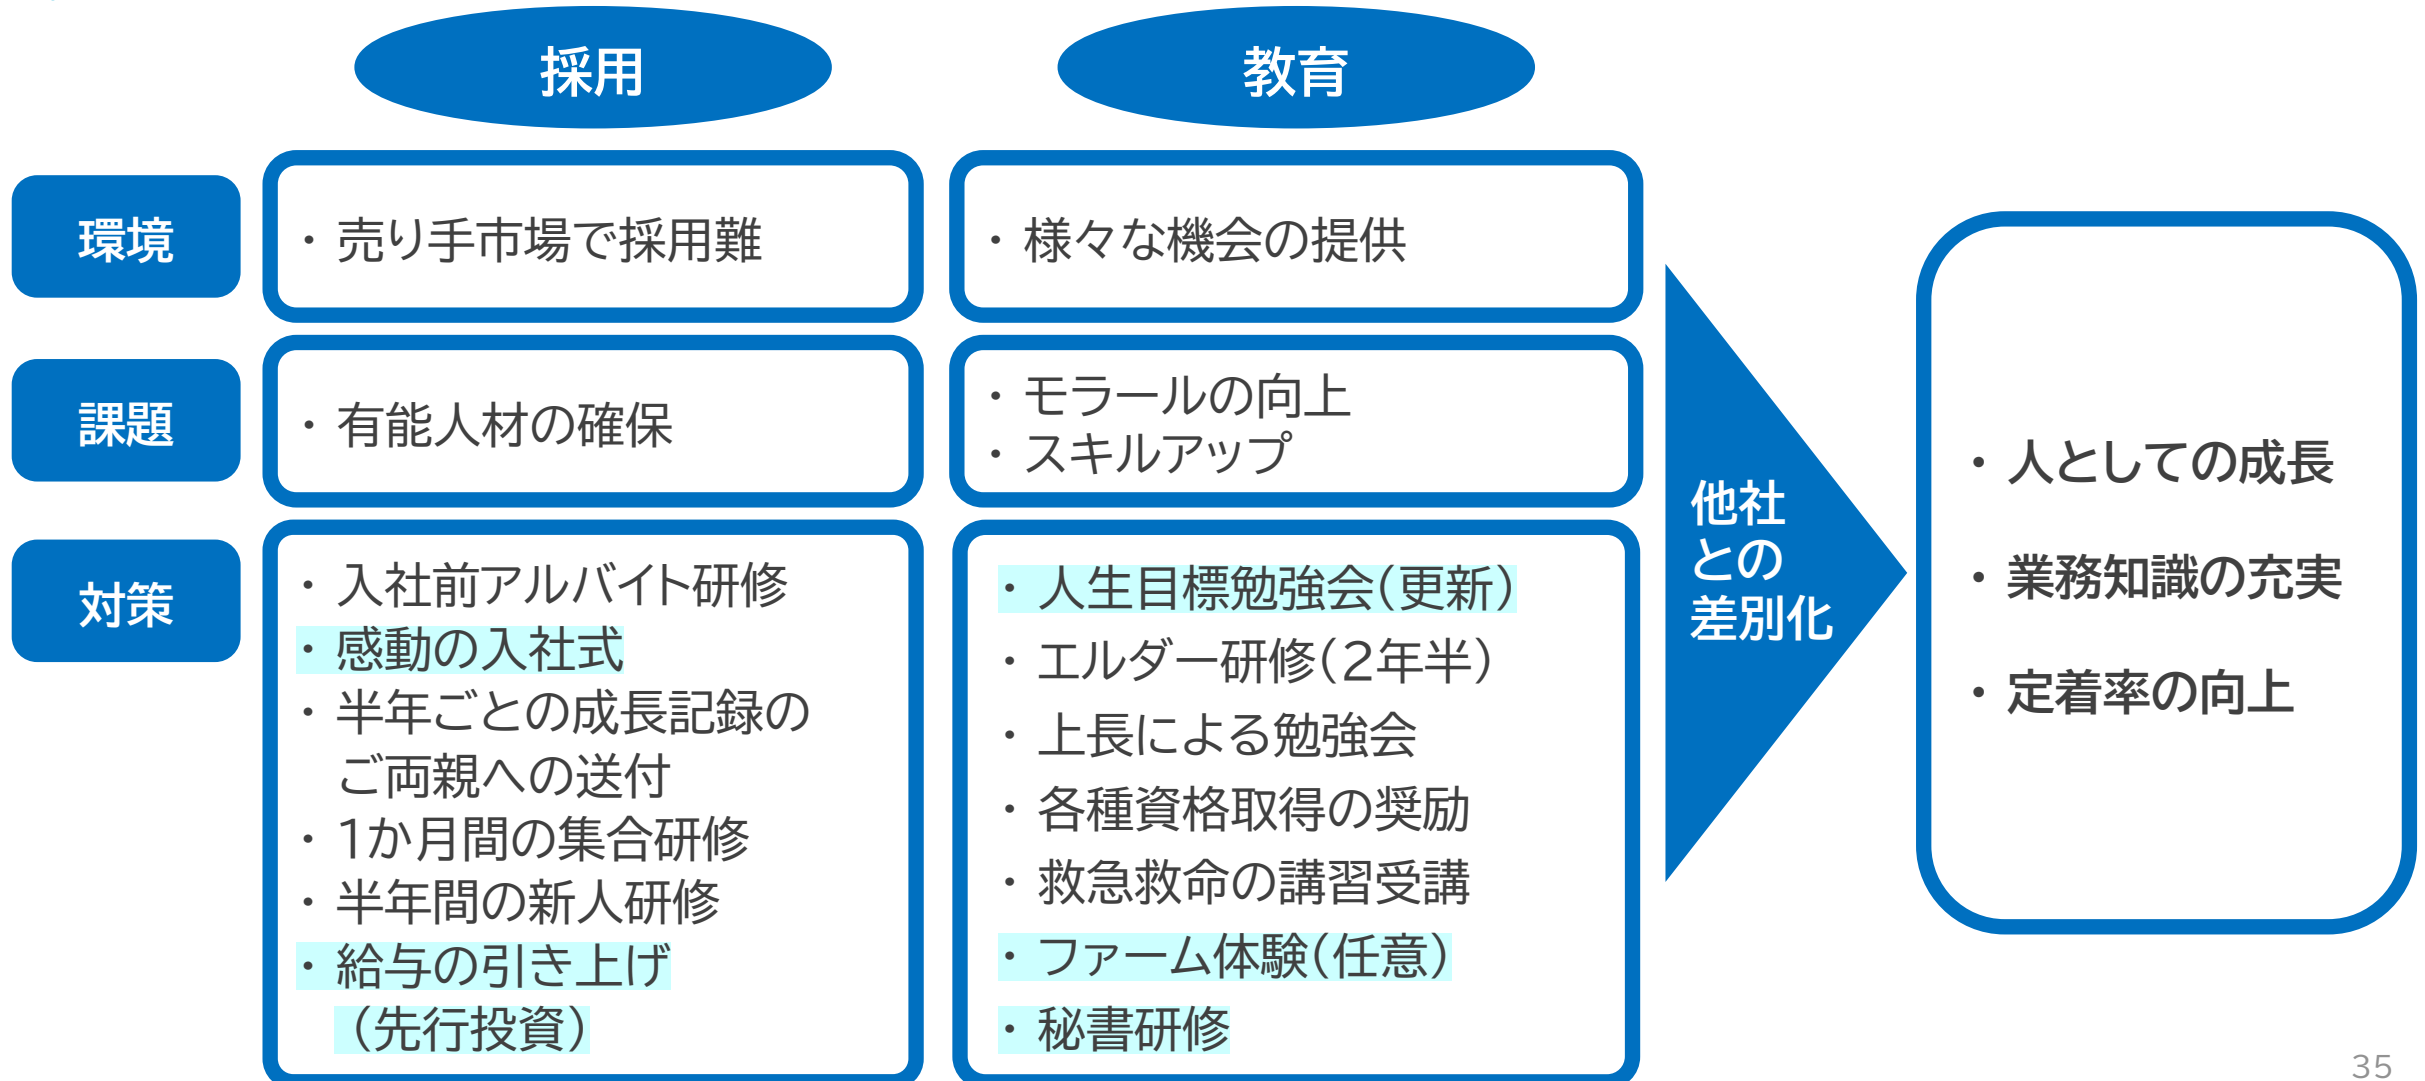 採用
教育
環境
・売り手市場で採用難
・様々な機会の提供
課題
・有能人材の確保
・モラールの向上
・スキルアップ
対策
・入社前アルバイト研修
・感動の入社式
・半年ごとの成長記録の
ご両親への送付
・1か月間の集合研修
・半年間の新人研修
・給与の引き上げ
（先行投資）
・人生目標勉強会（更新）
・エルダー研修（2年半）
・上長による勉強会
・各種資格取得の奨励
・救急救命の講習受講
・ファーム体験（任意）
・秘書研修
他社
との
差別化
・人としての成長
・業務知識の充実
・定着率の向上
35